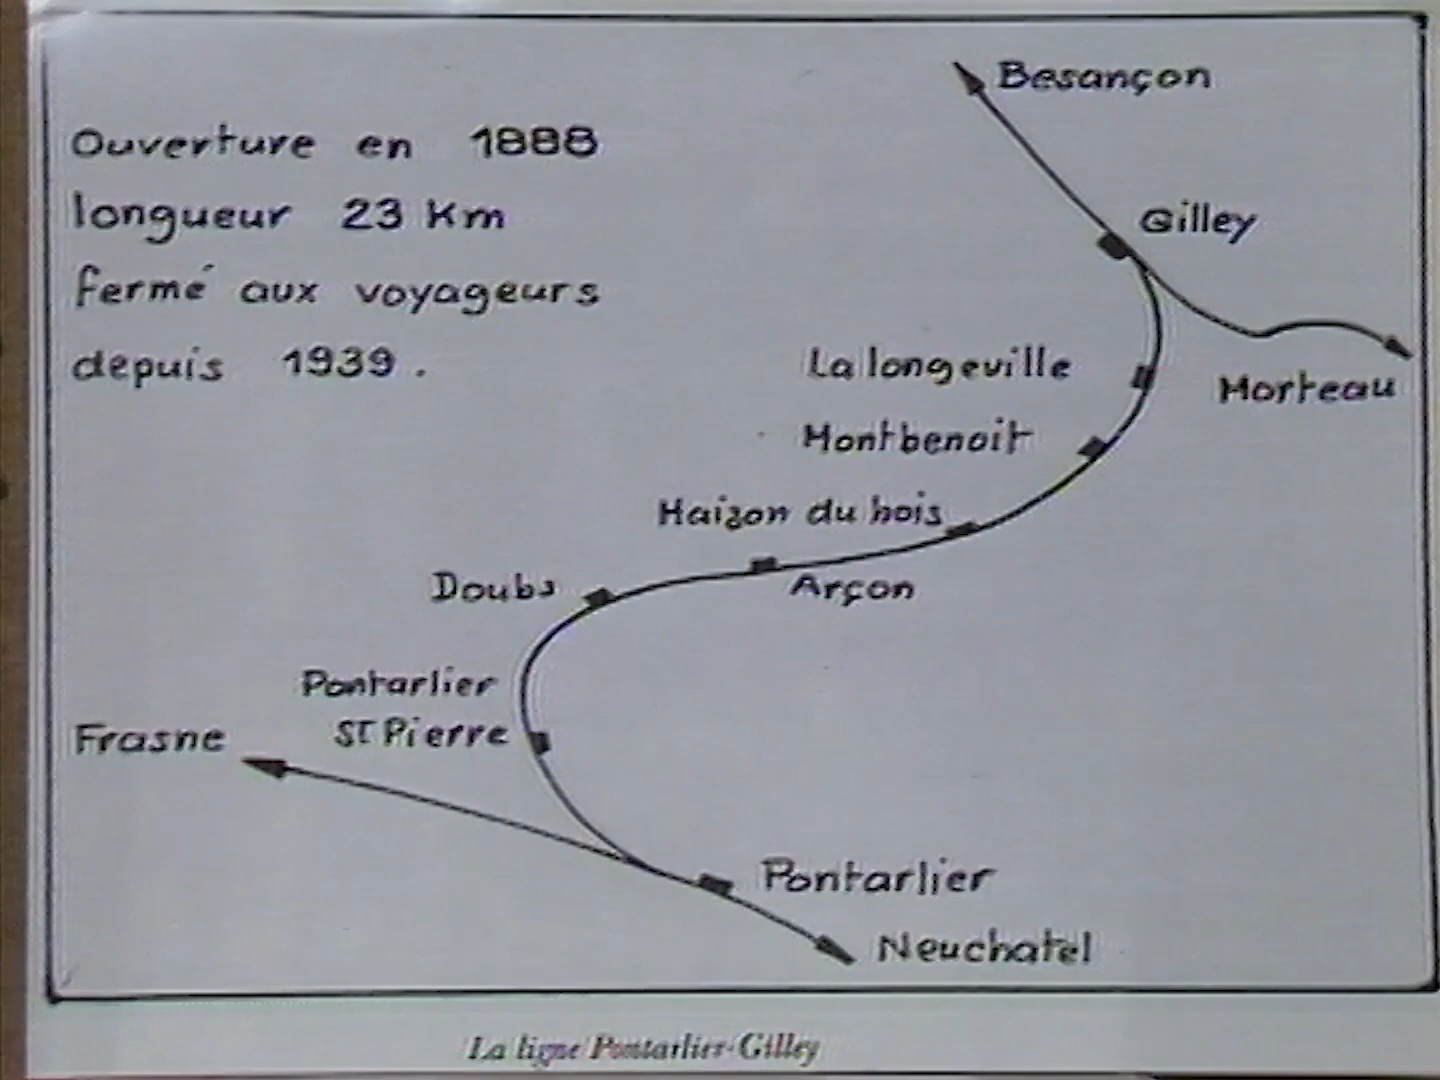 Besançon
Ouverture en 1888
longueur 23 Km
fermé aux voyageurs
depuis 1939.
Gilley
La longeville
Morteau
Montbenoit
Maison du bois
Arçon
Doubs
Pontarlier
St Pierre
Frasne
Pontarlier
Neuchatel
La ligne Pontarlier-Gilley